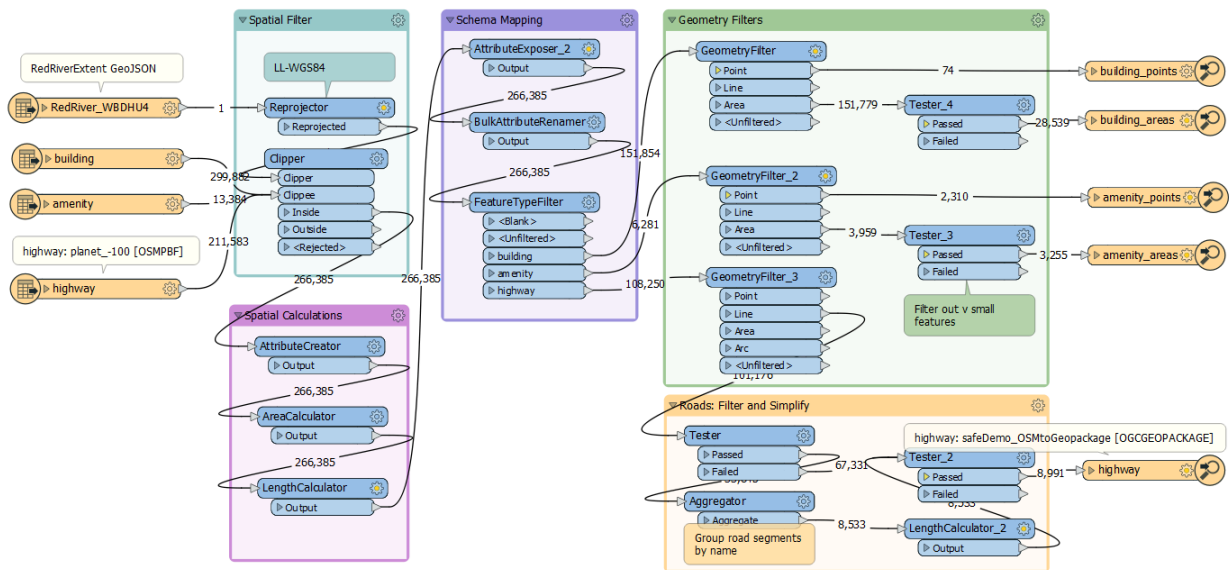 Spatial Filter
Schema Mapping
Geometry Filters
RedRiverExtent GeoJSON
LL-WGS84
RedRiver_WBDHU4
1
Reprojector
Reprojected
building
299,882
amenity
13,384
211,583
Clipper
Clipper
Clippee
Inside
Outside
<Rejected>
highway: planet_-100 [OSMPBF]
highway
266,385
Spatial Calculations
AttributeCreator
Output
266,385
AreaCalculator
Output
266,385
LengthCalculator
Output
266,385
AttributeExposer_2
Output
266,385
BulkAttributeRenamer
Output
266,385
FeatureTypeFilter
<Blank>
<Unfiltered>
building
amenity
highway
151,854
6,281
108,250
GeometryFilter
Point
Line
Area
<Unfiltered>
74
building_points
151,779
Tester_4
Passed
Failed
28,539
building_areas
GeometryFilter_2
Point
Line
Area
<Unfiltered>
2,310
amenity_points
3,959
Tester_3
Passed
Failed
3,255
amenity_areas
Filter out v small
features
GeometryFilter_3
Point
Line
Area
Arc
<Unfiltered>
101,176
Roads: Filter and Simplify
Tester
Passed
Failed
67,331
Aggregator
Aggregate
8,533
Group road segments
by name
highway: safeDemo_OSMtoGeopackage [OGCGEOPACKAGE]
Tester_2
Passed
Failed
8,991
highway
8,533
LengthCalculator_2
Output